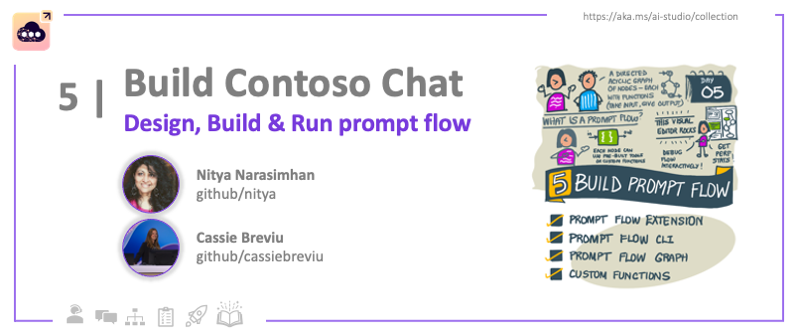 https://aka.ms/ai-studio/collection
5 |
Build Contoso Chat
Design, Build & Run prompt flow
Nitya Narasimhan
github/nitya
Cassie Breviu
github/cassiebreviu
A DIRECTED
ACYCLIC GRAPH
OF NODES – EACH
WITH FUNCTIONS
(TAKE INPUT, GIVE OUTPUT)
DAY
05
WHAT IS A PROMPT FLOW?
EACH NODE CAN
USE PRE-BUILT TOOLS
OR CUSTOM FUNCTIONS
THIS VISUAL
EDITOR ROCKS
DEBUG
FLOW
INTERACTIVELY!
GET
PERF
STATS!
5 BUILD PROMPT FLOW
PROMPT FLOW EXTENSION
PROMPT FLOW CLI
PROMPT FLOW GRAPH
CUSTOM FUNCTIONS